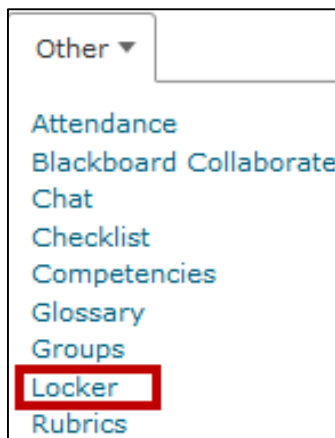 Other ▼
Attendance
Blackboard Collaborate
Chat
Checklist
Competencies
Glossary
Groups
Locker
Rubrics